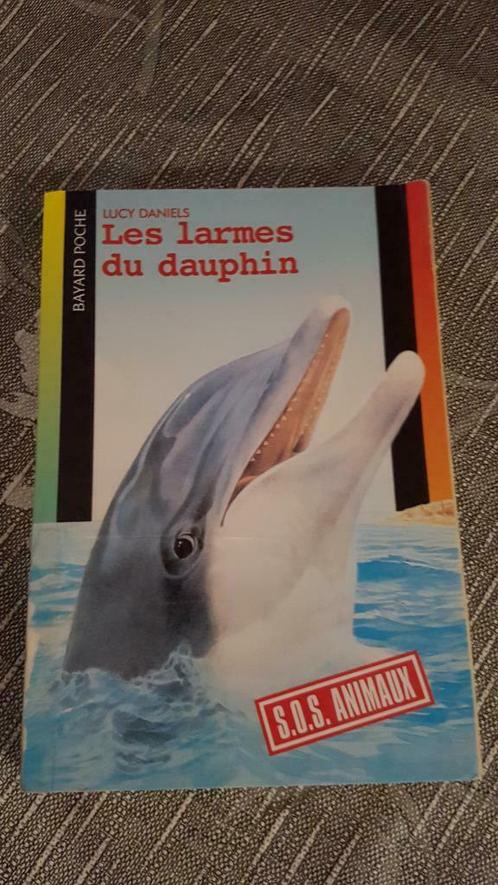 BAYARD POCHE
LUCY DANIELS
Les larmes
du dauphin
S.O.S. ANIMAUX